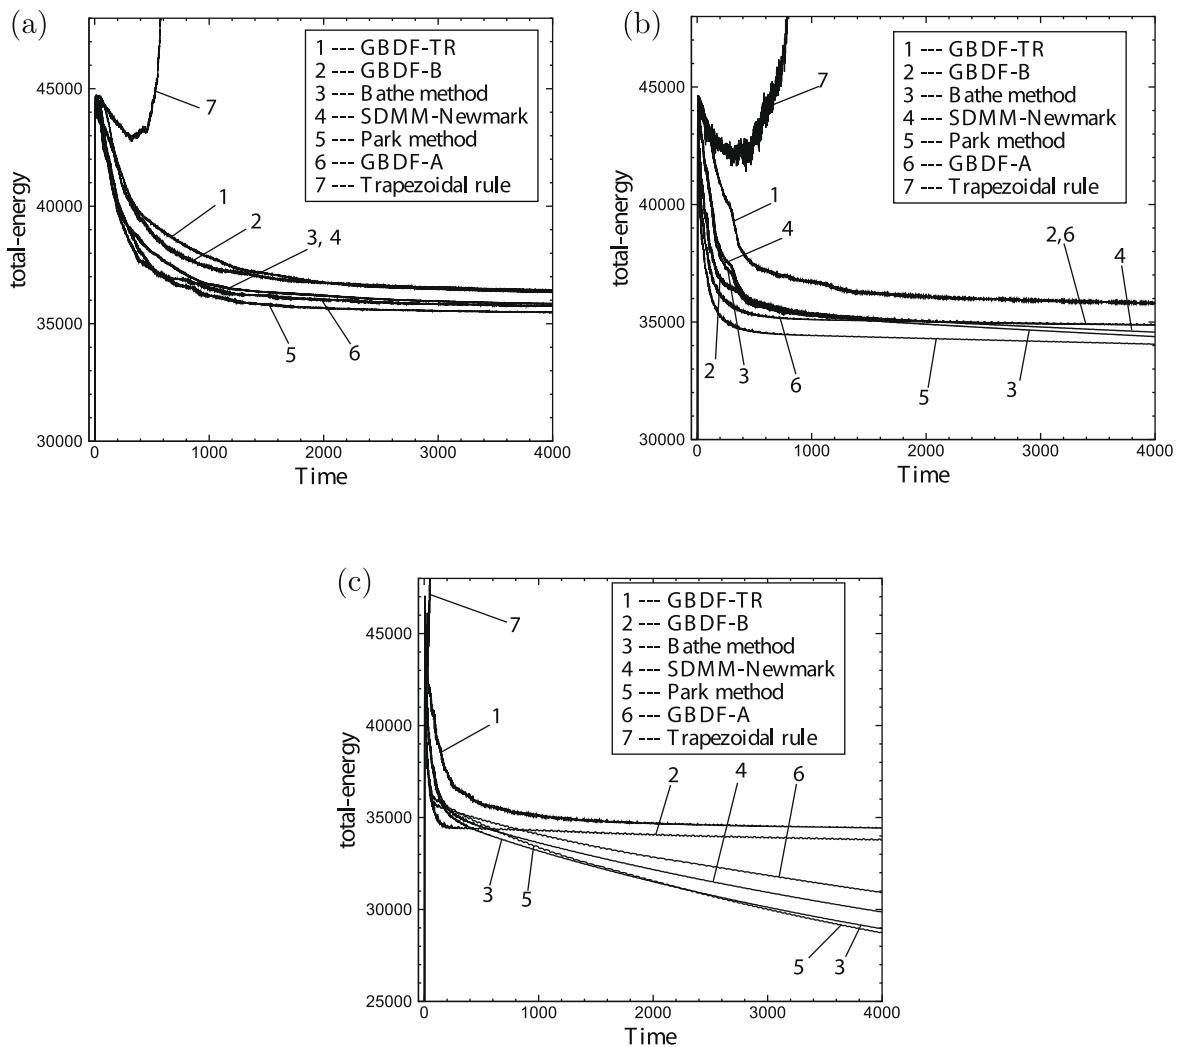 (a)
45000
40000
35000
30000
total-energy
0 1000 2000 3000 4000
Time
1 --- GBDF-TR
2 --- GBDF-B
3 --- Bathe method
4 --- SDMM-Newmark
5 --- Park method
6 --- GBDF-A
7 --- Trapezoidal rule
7
1
2
3, 4
5
6
(b)
45000
40000
35000
30000
total-energy
0 1000 2000 3000 4000
Time
1 --- GBDF-TR
2 --- GBDF-B
3 --- Bathe method
4 --- SDMM-Newmark
5 --- Park method
6 --- GBDF-A
7 --- Trapezoidal rule
7
1
4
2,6
4
2
3
6
5
3
(c)
45000
40000
35000
30000
25000
total-energy
0 1000 2000 3000 4000
Time
1 --- GBDF-TR
2 --- GBDF-B
3 --- Bathe method
4 --- SDMM-Newmark
5 --- Park method
6 --- GBDF-A
7 --- Trapezoidal rule
7
1
2
4
6
3
5
5
3